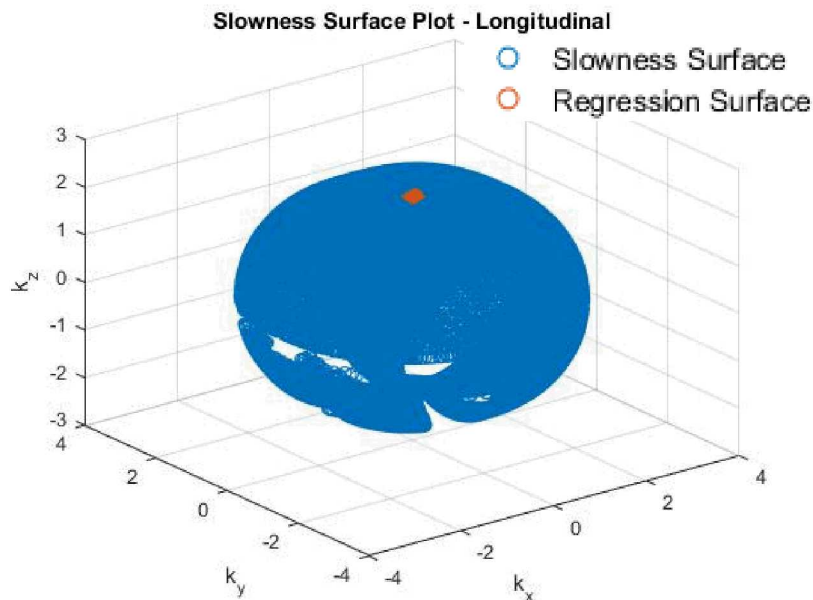 Slowness Surface Plot - Longitudinal
Slowness Surface
Regression Surface
3
2
1
0
-1
-2
-3
k_z
4
2
0
-2
-4
k_y
-4
-2
0
2
4
k_x